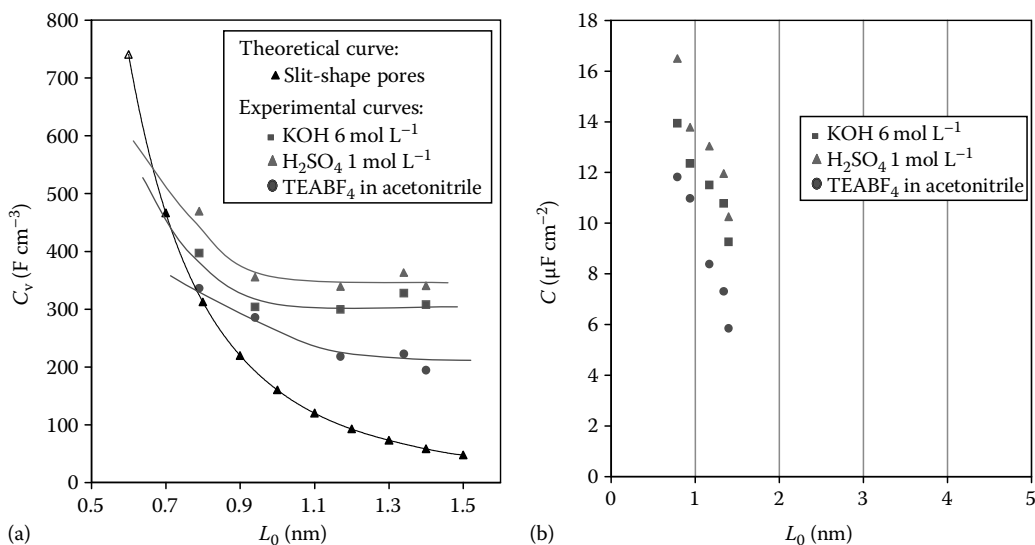 800
700
600
500
400
300
200
100
0
C_v (F cm⁻³)
Theoretical curve:
Slit-shape pores
Experimental curves:
KOH 6 mol L⁻¹
H₂SO₄ 1 mol L⁻¹
TEABF₄ in acetonitrile
0.5 0.7 0.9 1.1 1.3 1.5
(a) L₀ (nm)
18
16
14
12
10
8
6
4
2
0
C (µF cm⁻²)
KOH 6 mol L⁻¹
H₂SO₄ 1 mol L⁻¹
TEABF₄ in acetonitrile
0 1 2 3 4 5
(b) L₀ (nm)